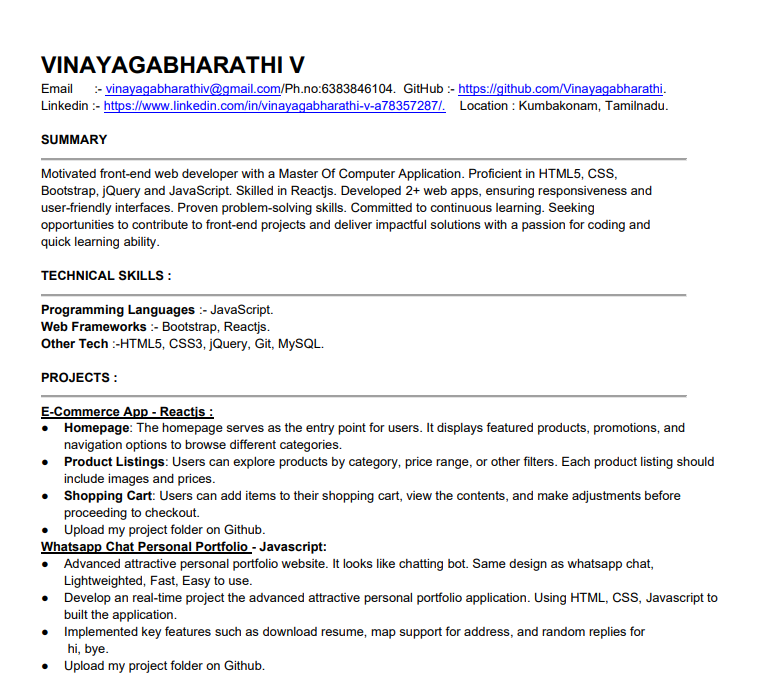 VINAYAGABHARATHI V
Email :- vinayagabharathiv@gmail.com/Ph.no:6383846104. GitHub :- https://github.com/Vinayagabharathi.
Linkedin :- https://www.linkedin.com/in/vinayagabharathi-v-a78357287/. Location : Kumbakonam, Tamilnadu.
SUMMARY
Motivated front-end web developer with a Master Of Computer Application. Proficient in HTML5, CSS,
Bootstrap, jQuery and JavaScript. Skilled in Reactjs. Developed 2+ web apps, ensuring responsiveness and
user-friendly interfaces. Proven problem-solving skills. Committed to continuous learning. Seeking
opportunities to contribute to front-end projects and deliver impactful solutions with a passion for coding and
quick learning ability.
TECHNICAL SKILLS :
Programming Languages :- JavaScript.
Web Frameworks :- Bootstrap, Reactjs.
Other Tech :-HTML5, CSS3, jQuery, Git, MySQL.
PROJECTS :
E-Commerce App - Reactjs :
● Homepage: The homepage serves as the entry point for users. It displays featured products, promotions, and
navigation options to browse different categories.
● Product Listings: Users can explore products by category, price range, or other filters. Each product listing should
include images and prices.
● Shopping Cart: Users can add items to their shopping cart, view the contents, and make adjustments before
proceeding to checkout.
● Upload my project folder on Github.
Whatsapp Chat Personal Portfolio - Javascript:
● Advanced attractive personal portfolio website. It looks like chatting bot. Same design as whatsapp chat,
Lightweighted, Fast, Easy to use.
● Develop an real-time project the advanced attractive personal portfolio application. Using HTML, CSS, Javascript to
built the application.
● Implemented key features such as download resume, map support for address, and random replies for
hi, bye.
● Upload my project folder on Github.